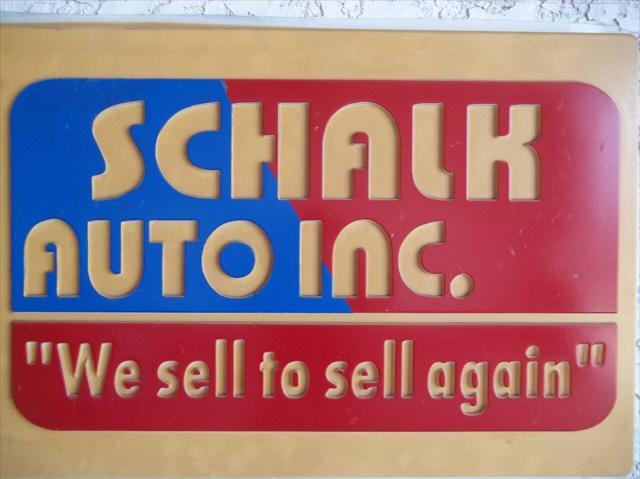 SCHALK
AUTO INC.
"We sell to sell again"